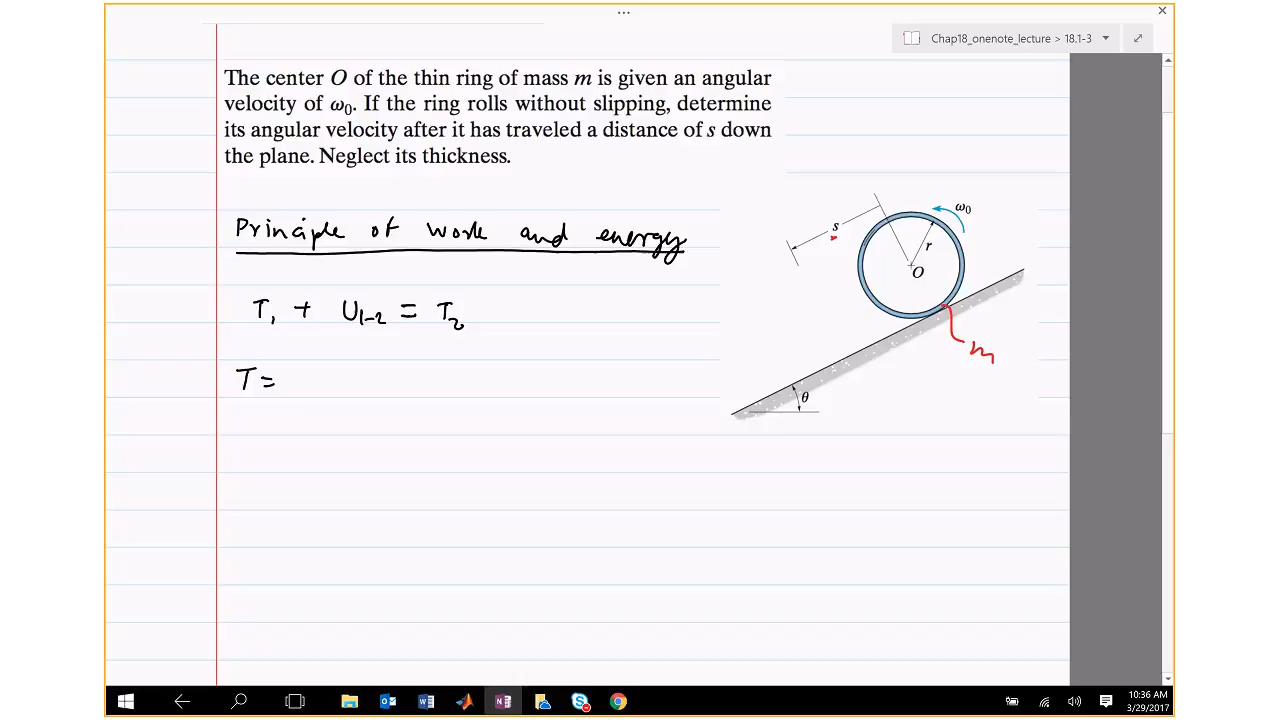 Chap18_onenote_lecture > 18.1-3
The center O of the thin ring of mass m is given an angular
velocity of ω0. If the ring rolls without slipping, determine
its angular velocity after it has traveled a distance of s down
the plane. Neglect its thickness.
Principle of work and energy
T1 + U1-2 = T2
T =
ω0
s
r
O
m
θ
10:36 AM
3/29/2017